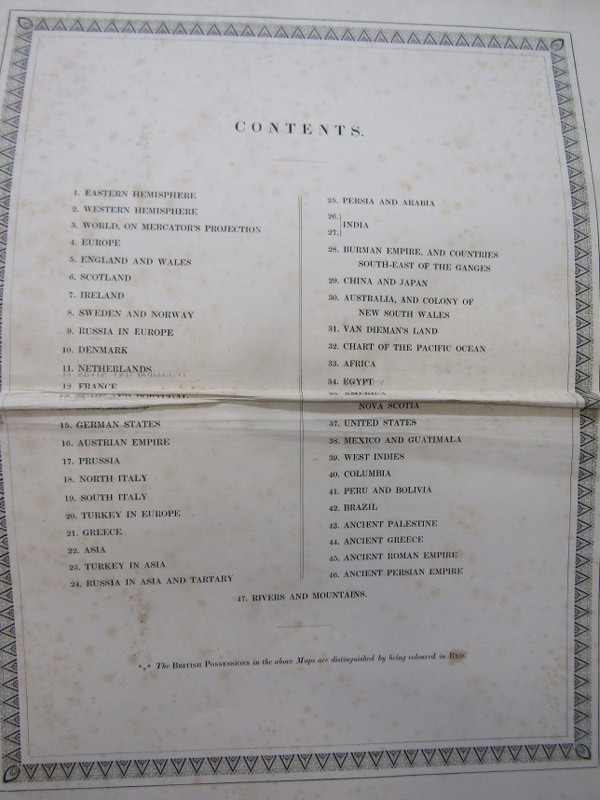 CONTENTS.
1. EASTERN HEMISPHERE
2. WESTERN HEMISPHERE
3. WORLD, ON MERCATOR'S PROJECTION
4. EUROPE
5. ENGLAND AND WALES
6. SCOTLAND
7. IRELAND
8. SWEDEN AND NORWAY
9. RUSSIA IN EUROPE
10. DENMARK
11. NETHERLANDS
12. FRANCE
15. GERMAN STATES
16. AUSTRIAN EMPIRE
17. PRUSSIA
18. NORTH ITALY
19. SOUTH ITALY
20. TURKEY IN EUROPE
21. GREECE
22. ASIA
23. TURKEY IN ASIA
24. RUSSIA IN ASIA AND TARTARY
25. PERSIA AND ARABIA
26.
INDIA
27.
28. BURMAN EMPIRE, AND COUNTRIES
SOUTH-EAST OF THE GANGES
29. CHINA AND JAPAN
30. AUSTRALIA, AND COLONY OF
NEW SOUTH WALES
31. VAN DIEMAN'S LAND
32. CHART OF THE PACIFIC OCEAN
33. AFRICA
34. EGYPT
NOVA SCOTIA
37. UNITED STATES
38. MEXICO AND GUATIMALA
39. WEST INDIES
40. COLUMBIA
41. PERU AND BOLIVIA
42. BRAZIL
43. ANCIENT PALESTINE
44. ANCIENT GREECE
45. ANCIENT ROMAN EMPIRE
46. ANCIENT PERSIAN EMPIRE
47. RIVERS AND MOUNTAINS.
*** The BRITISH POSSESSIONS in the above Maps are distinguished by being coloured in RED.